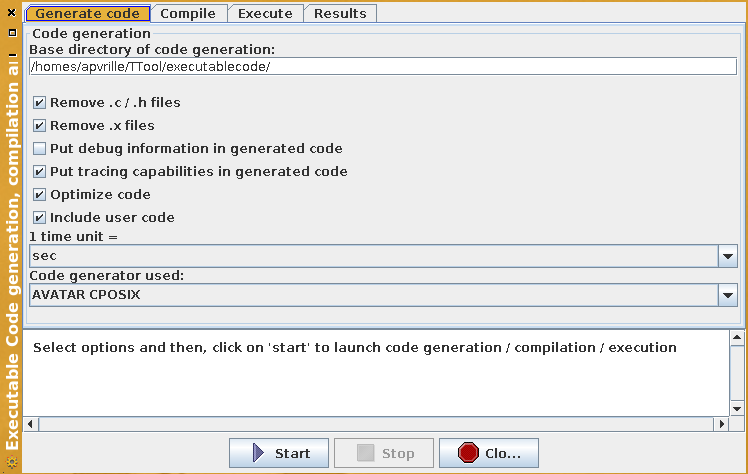 Executable Code generation, compilation a
Generate code Compile Execute Results
Code generation
Base directory of code generation:
/homes/apvrille/TTool/executablecode/
Remove .c / .h files
Remove .x files
Put debug information in generated code
Put tracing capabilities in generated code
Optimize code
Include user code
1 time unit =
sec
Code generator used:
AVATAR CPOSIX
Select options and then, click on 'start' to launch code generation / compilation / execution
Start Stop Clo...